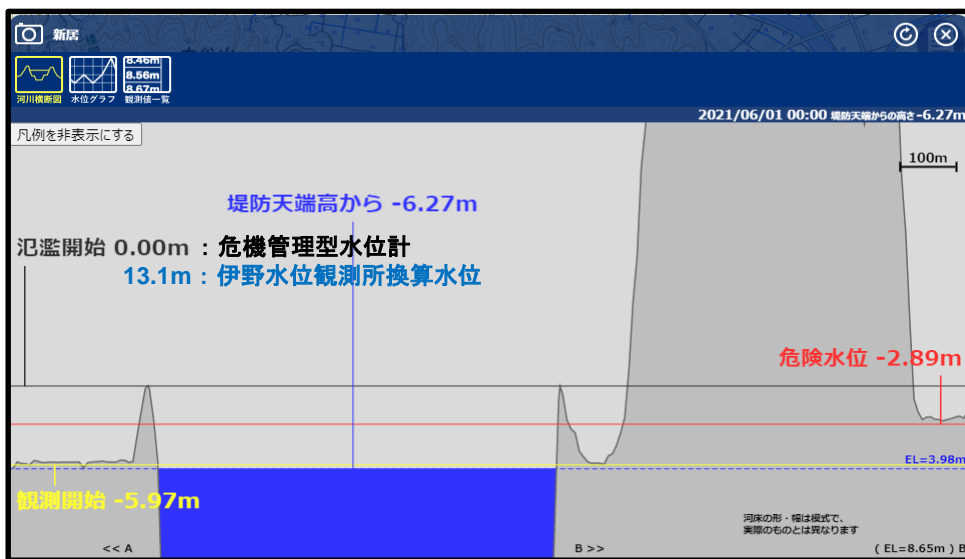 新居
河川横断図 水位グラフ 観測値一覧
8.46m
8.56m
8.67m
2021/06/01 00:00 堤防天端からの高さ-6.27m
凡例を非表示にする
100m
堤防天端高から -6.27m
氾濫開始 0.00m : 危機管理型水位計
13.1m : 伊野水位観測所換算水位
危険水位 -2.89m
EL=3.98m
観測開始 -5.97m
河床の形・幅は模式で、
実際のものとは異なります
<< A
B >>
( EL=8.65m ) B